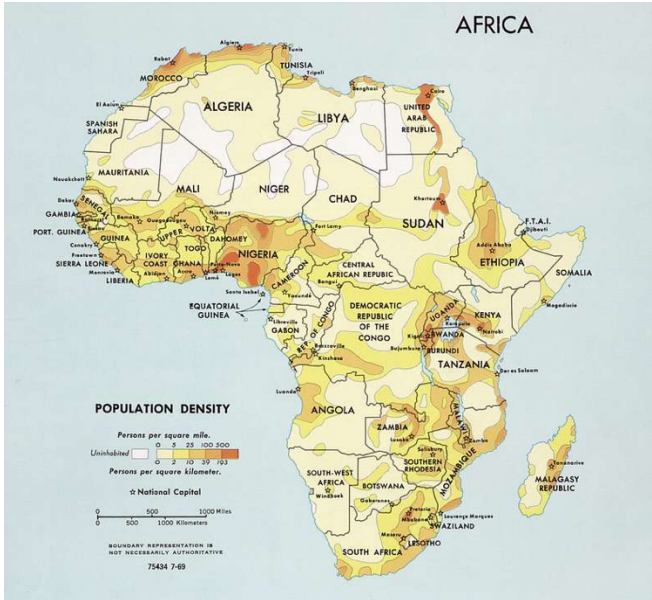 AFRICA
Algiers
Tunis
Rabat
TUNISIA
Tripoli
MOROCCO
Benghazi
Cairo
El Aaiún
ALGERIA
LIBYA
UNITED
ARAB
REPUBLIC
SPANISH
SAHARA
MAURITANIA
Nouakchott
MALI
NIGER
CHAD
Khartoum
SUDAN
Dakar
SENEGAL
GAMBIA
PORT. GUINEA
Bamako
Ouagadougou
Niamey
Fort Lamy
F.T.A.I.
Djibouti
UPPER
VOLTA
DAHOMEY
GUINEA
Conakry
Freetown
SIERRA LEONE
Monrovia
LIBERIA
IVORY
COAST
GHANA
TOGO
NIGERIA
Abidjan
Accra
Lomé
Porto-Novo
Lagos
Addis Ababa
ETHIOPIA
SOMALIA
CENTRAL
AFRICAN REPUBIC
Bangui
CAMEROON
Santa Isabel
Yaoundé
EQUATORIAL
GUINEA
Libreville
GABON
REP. OF CONGO
DEMOCRATIC
REPUBLIC
OF THE
CONGO
UGANDA
Kampala
KENYA
Nairobi
Mogadiscio
Kigali
RWANDA
Bujumbura
BURUNDI
Brazzaville
Kinshasa
TANZANIA
Dar es Salaam
Luanda
ANGOLA
ZAMBIA
Lusaka
MALAWI
Zomba
Salisbury
SOUTHERN
RHODESIA
MOZAMBIQUE
Tananarive
MALAGASY
REPUBLIC
SOUTH-WEST
AFRICA
Windhoek
BOTSWANA
Gaberones
Pretoria
Mbabane
Lourenço Marques
SWAZILAND
Maseru
LESOTHO
SOUTH AFRICA
POPULATION DENSITY
Persons per square mile.
0 5 25 100 500
Uninhabited
0 2 10 39 193
Persons per square kilometer.
National Capital
0 500 1000 Miles
0 500 1000 Kilometers
BOUNDARY REPRESENTATION IS
NOT NECESSARILY AUTHORITATIVE
75434 7-69